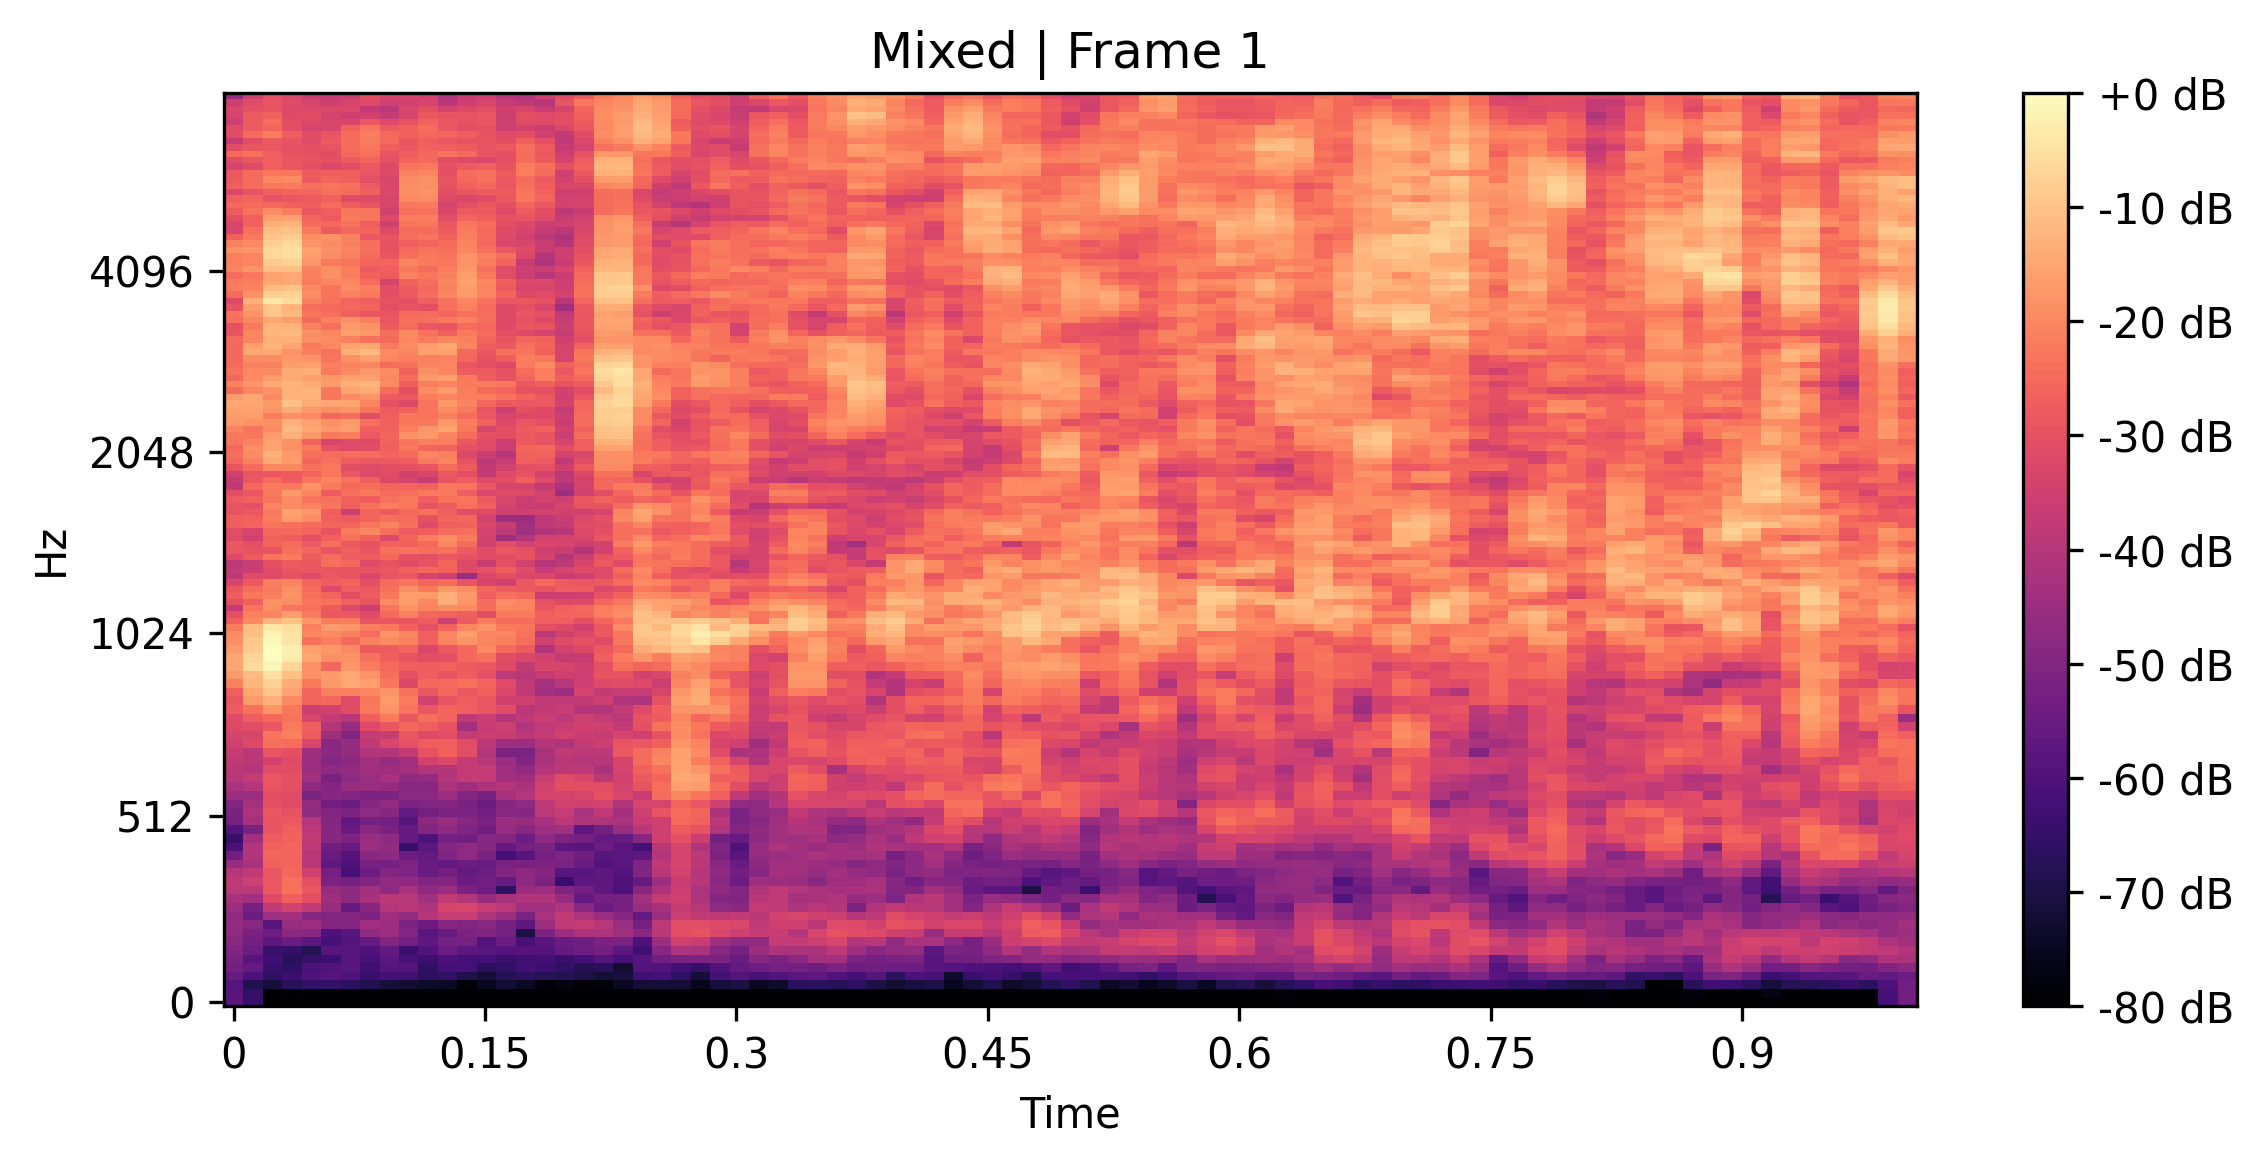 Mixed | Frame 1
Hz
4096
2048
1024
512
0
0 0.15 0.3 0.45 0.6 0.75 0.9
Time
+0 dB
-10 dB
-20 dB
-30 dB
-40 dB
-50 dB
-60 dB
-70 dB
-80 dB